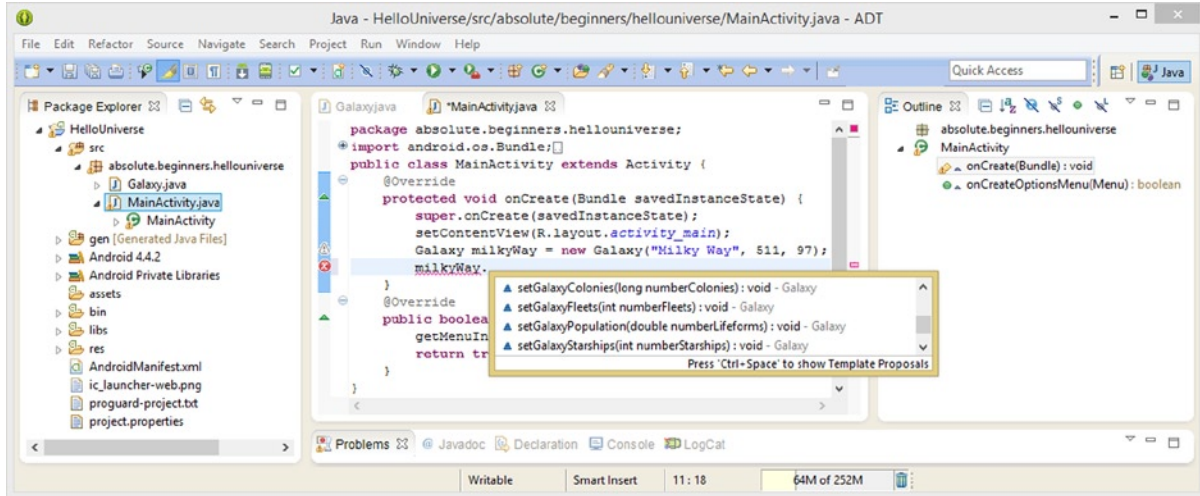 Java - HelloUniverse/src/absolute/beginners/hellouniverse/MainActivity.java - ADT
File Edit Refactor Source Navigate Search Project Run Window Help
Quick Access
Java
Package Explorer
HelloUniverse
src
absolute.beginners.hellouniverse
Galaxy.java
MainActivity.java
MainActivity
gen [Generated Java Files]
Android 4.4.2
Android Private Libraries
assets
bin
libs
res
AndroidManifest.xml
ic_launcher-web.png
proguard-project.txt
project.properties
Galaxy.java
*MainActivity.java
package absolute.beginners.hellouniverse;
import android.os.Bundle;
public class MainActivity extends Activity {
@Override
protected void onCreate(Bundle savedInstanceState) {
super.onCreate(savedInstanceState);
setContentView(R.layout.activity_main);
Galaxy milkyWay = new Galaxy("Milky Way", 511, 97);
milkyWay.
}
@Override
public boolea
getMenuIn
return tr
}
}
setGalaxyColonies(long numberColonies) : void - Galaxy
setGalaxyFleets(int numberFleets) : void - Galaxy
setGalaxyPopulation(double numberLifeforms) : void - Galaxy
setGalaxyStarships(int numberStarships) : void - Galaxy
Press 'Ctrl+Space' to show Template Proposals
Outline
absolute.beginners.hellouniverse
MainActivity
onCreate(Bundle) : void
onCreateOptionsMenu(Menu) : boolean
Problems @ Javadoc Declaration Console LogCat
Writable Smart Insert 11 : 18 64M of 252M